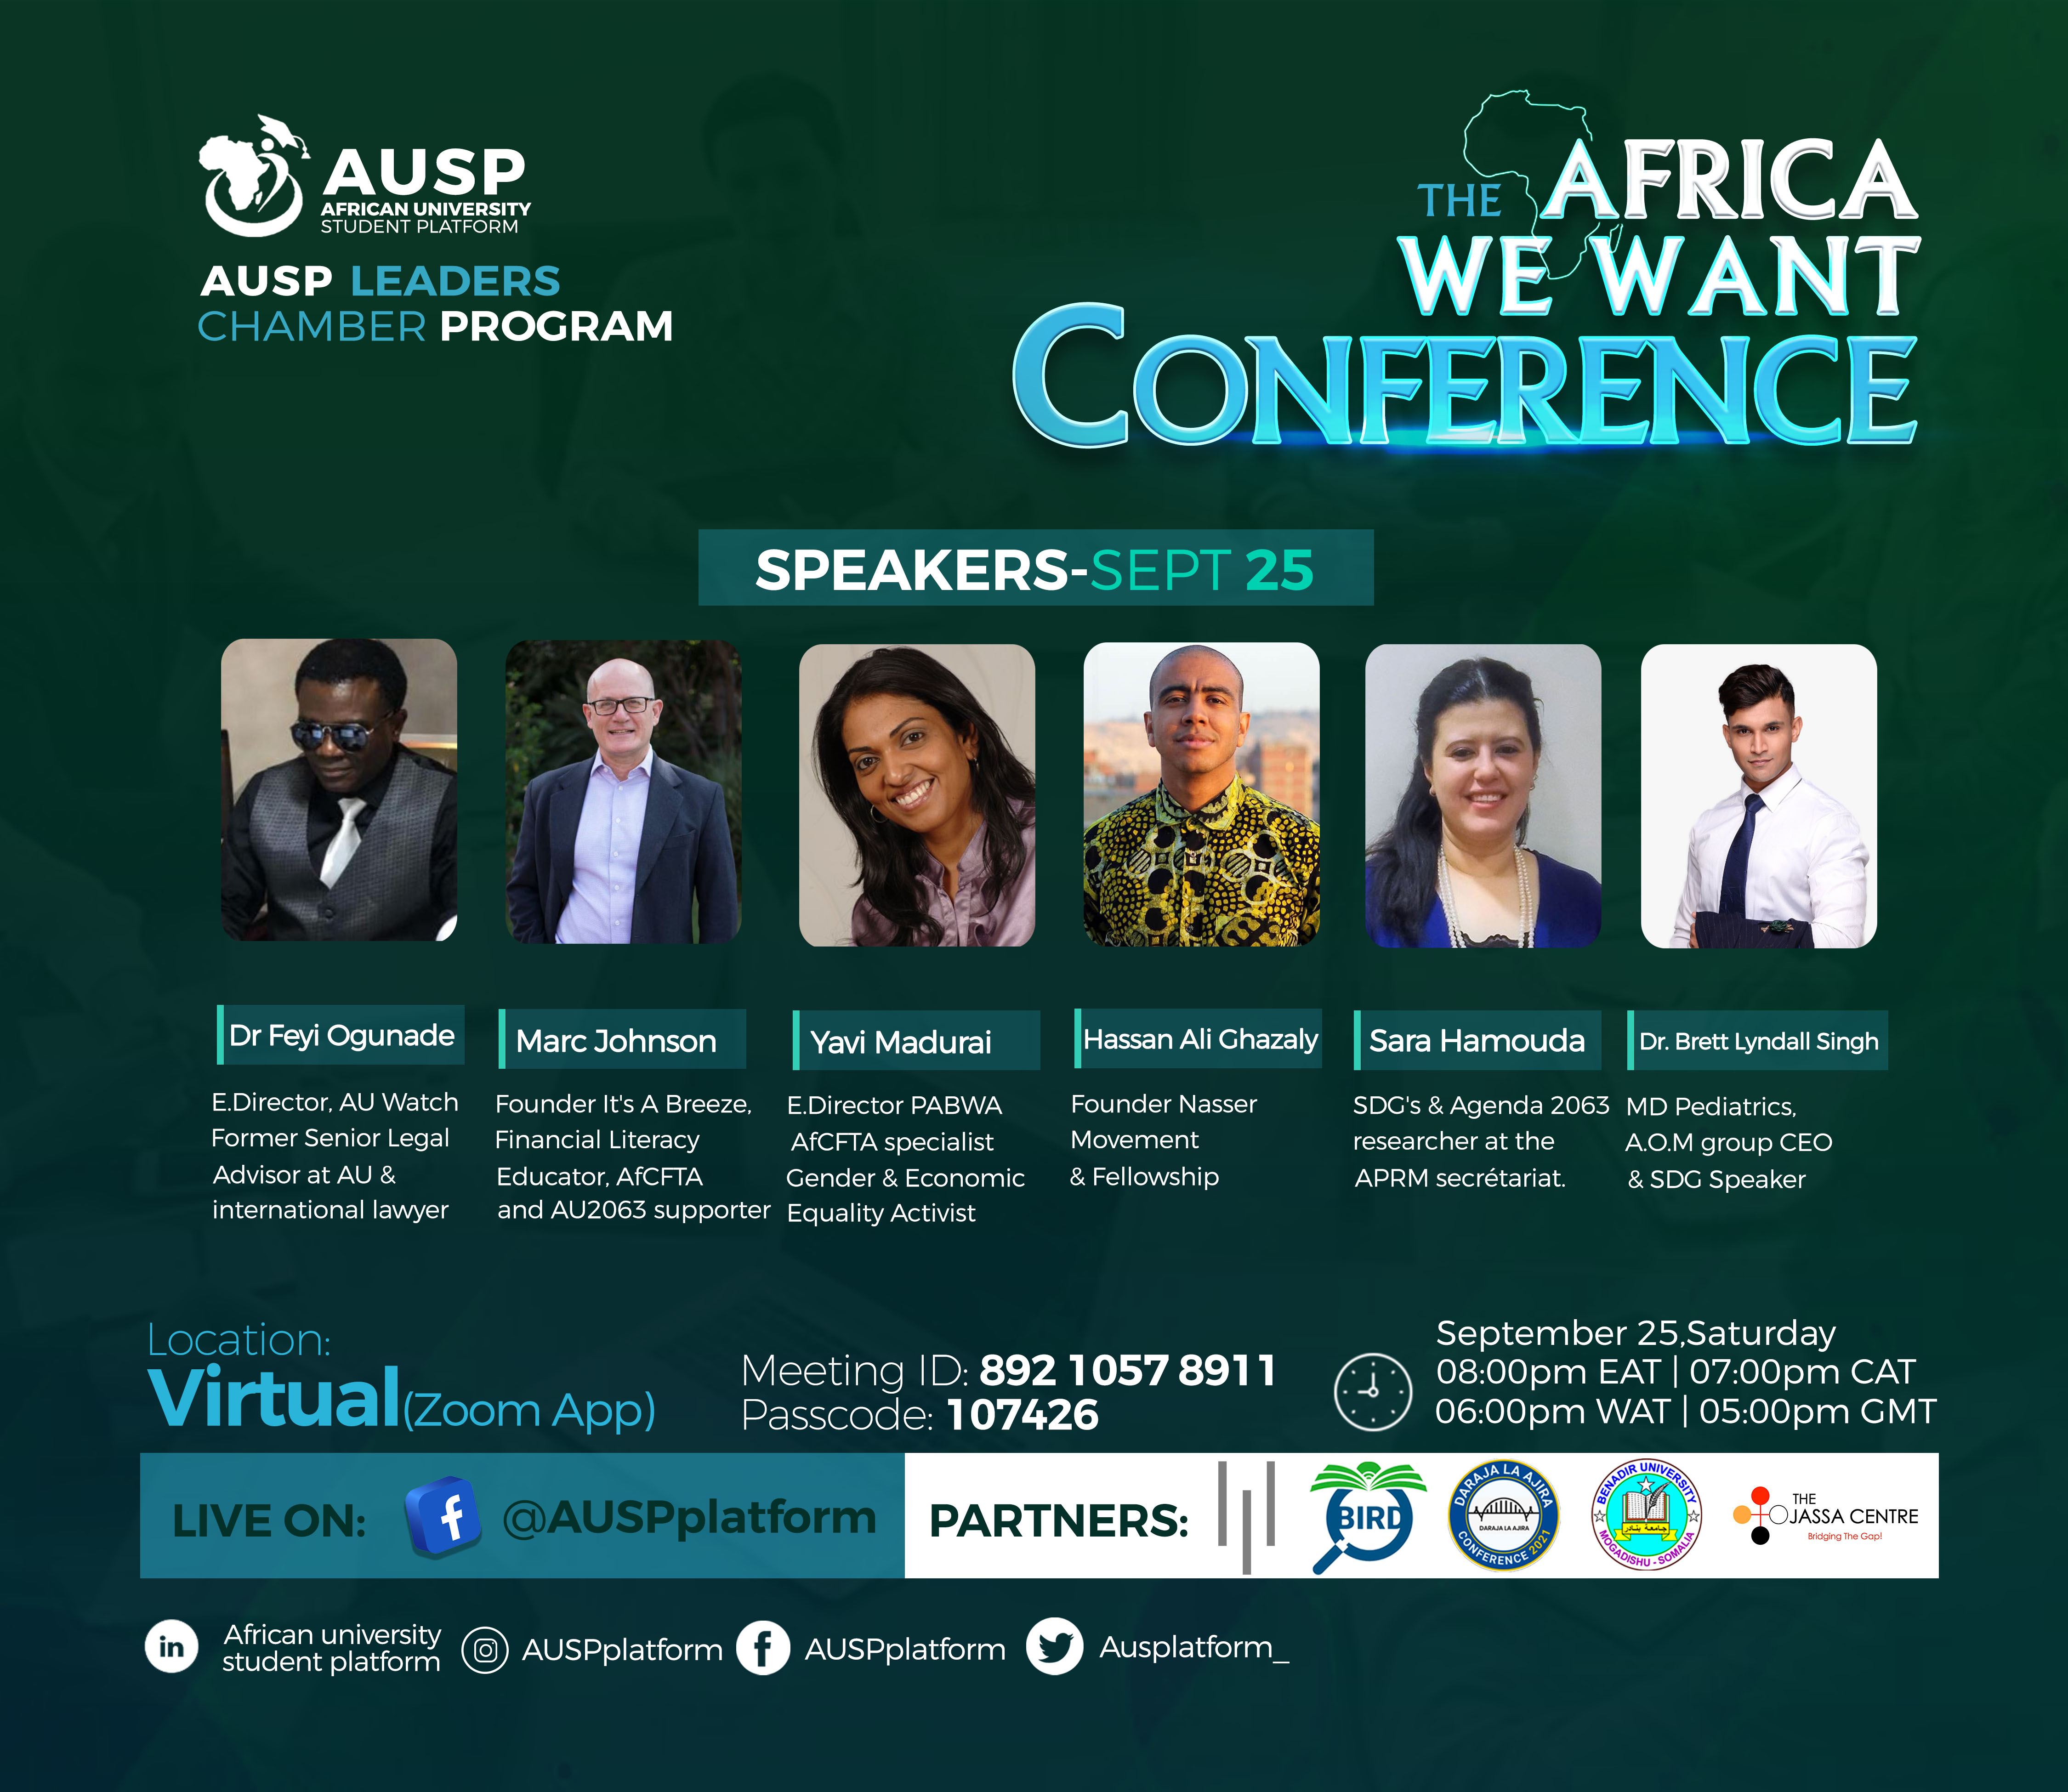 AUSP
AFRICAN UNIVERSITY
STUDENT PLATFORM
AUSP LEADERS
CHAMBER PROGRAM
THE AFRICA
WE WANT
CONFERENCE
SPEAKERS-SEPT 25
Dr Feyi Ogunade
E.Director, AU Watch
Former Senior Legal
Advisor at AU &
international lawyer
Marc Johnson
Founder It's A Breeze,
Financial Literacy
Educator, AfCFTA
and AU2063 supporter
Yavi Madurai
E.Director PABWA
AfCFTA specialist
Gender & Economic
Equality Activist
Hassan Ali Ghazaly
Founder Nasser
Movement
& Fellowship
Sara Hamouda
SDG's & Agenda 2063
researcher at the
APRM secrétariat.
Dr. Brett Lyndall Singh
MD Pediatrics,
A.O.M group CEO
& SDG Speaker
Location:
Virtual(Zoom App)
Meeting ID: 892 1057 8911
Passcode: 107426
September 25,Saturday
08:00pm EAT | 07:00pm CAT
06:00pm WAT | 05:00pm GMT
LIVE ON: f @AUSPplatform
PARTNERS:
BIRD
DARAJA LA AJIRA
DARAJA LA AJIRA
CONFERENCE 2021
BENADIR UNIVERSITY
جامعة بنادر
MOGADISHU - SOMALIA
THE
JASSA CENTRE
Bridging The Gap!
in African university
student platform
AUSPplatform
f AUSPplatform
Ausplatform_